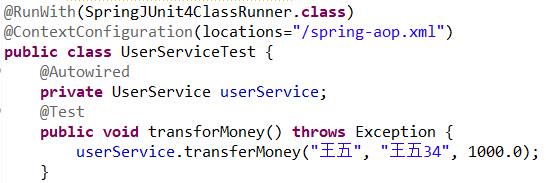 @RunWith(SpringJUnit4ClassRunner.class)
@ContextConfiguration(locations="/spring-aop.xml")
public class UserServiceTest {
@Autowired
private UserService userService;
@Test
public void transforMoney() throws Exception {
userService.transferMoney("王五", "王五34", 1000.0);
}